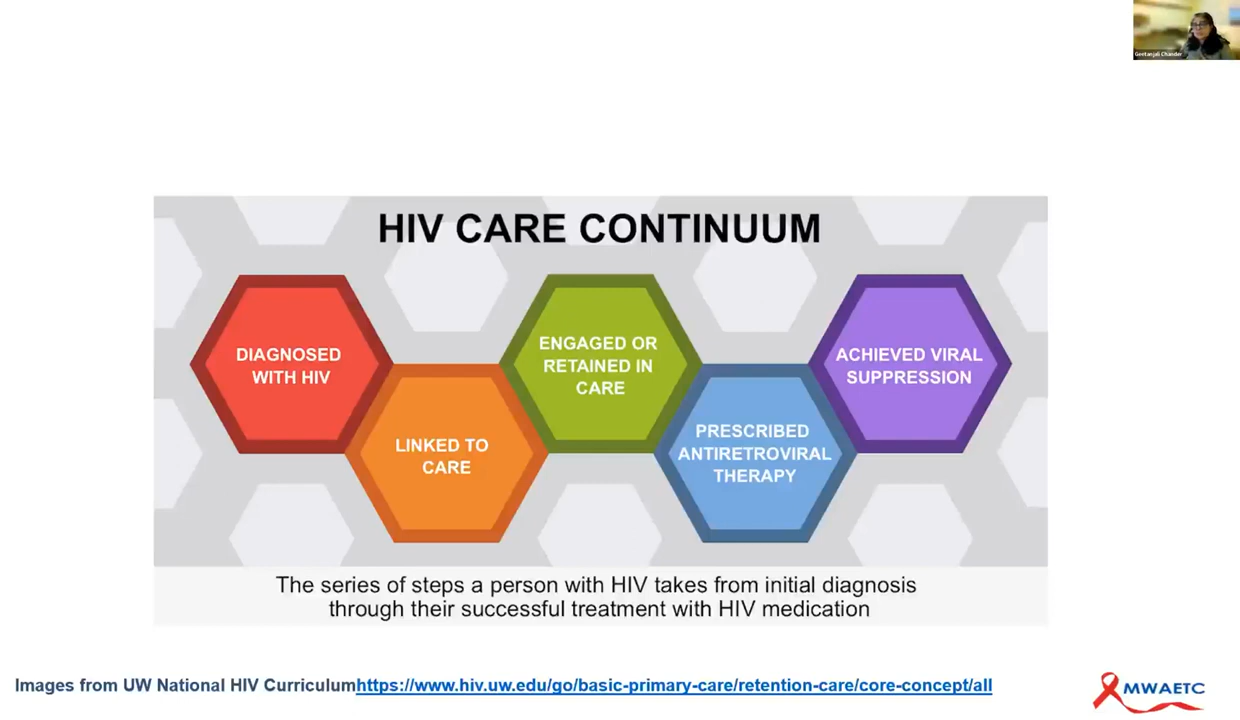 Geetanjali Chander
HIV CARE CONTINUUM
DIAGNOSED
WITH HIV
LINKED TO
CARE
ENGAGED OR
RETAINED IN
CARE
PRESCRIBED
ANTIRETROVIRAL
THERAPY
ACHIEVED VIRAL
SUPPRESSION
The series of steps a person with HIV takes from initial diagnosis
through their successful treatment with HIV medication
Images from UW National HIV Curriculumhttps://www.hiv.uw.edu/go/basic-primary-care/retention-care/core-concept/all
MWAETC